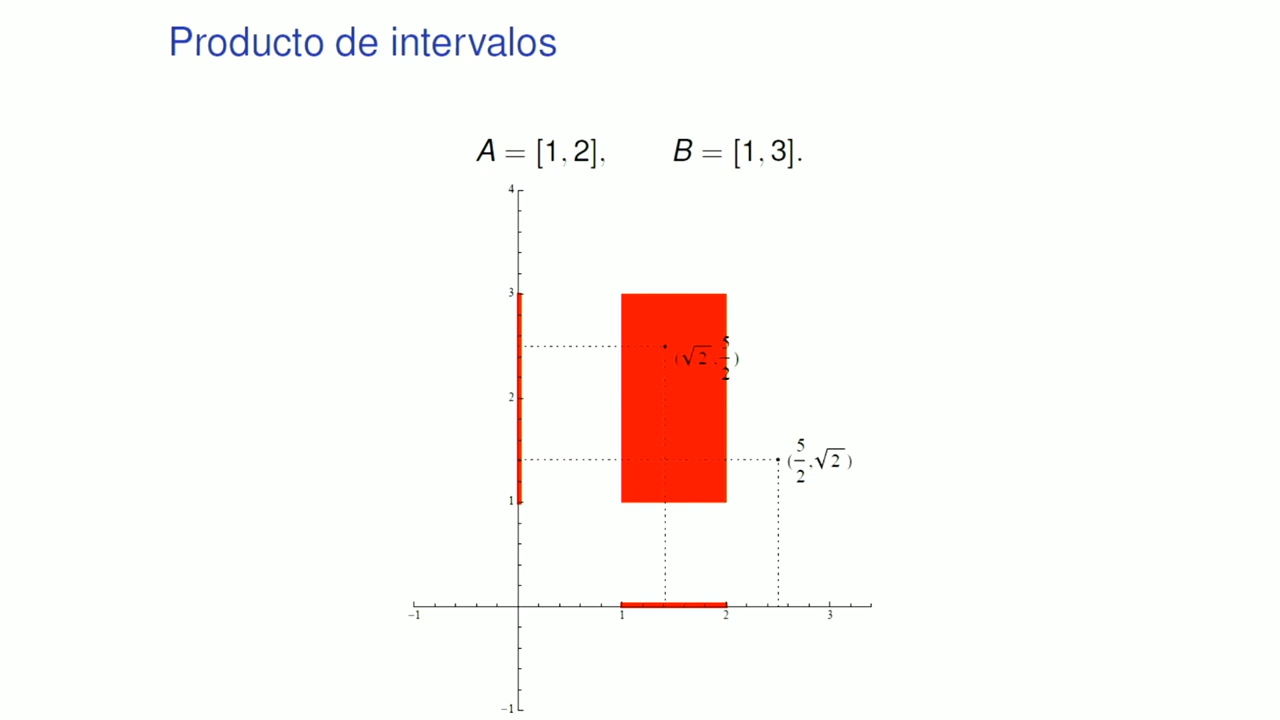 Producto de intervalos
A = [1, 2], B = [1, 3].
4
3
(√2, 5/2)
2
(5/2, √2)
1
−1 1 2 3
−1